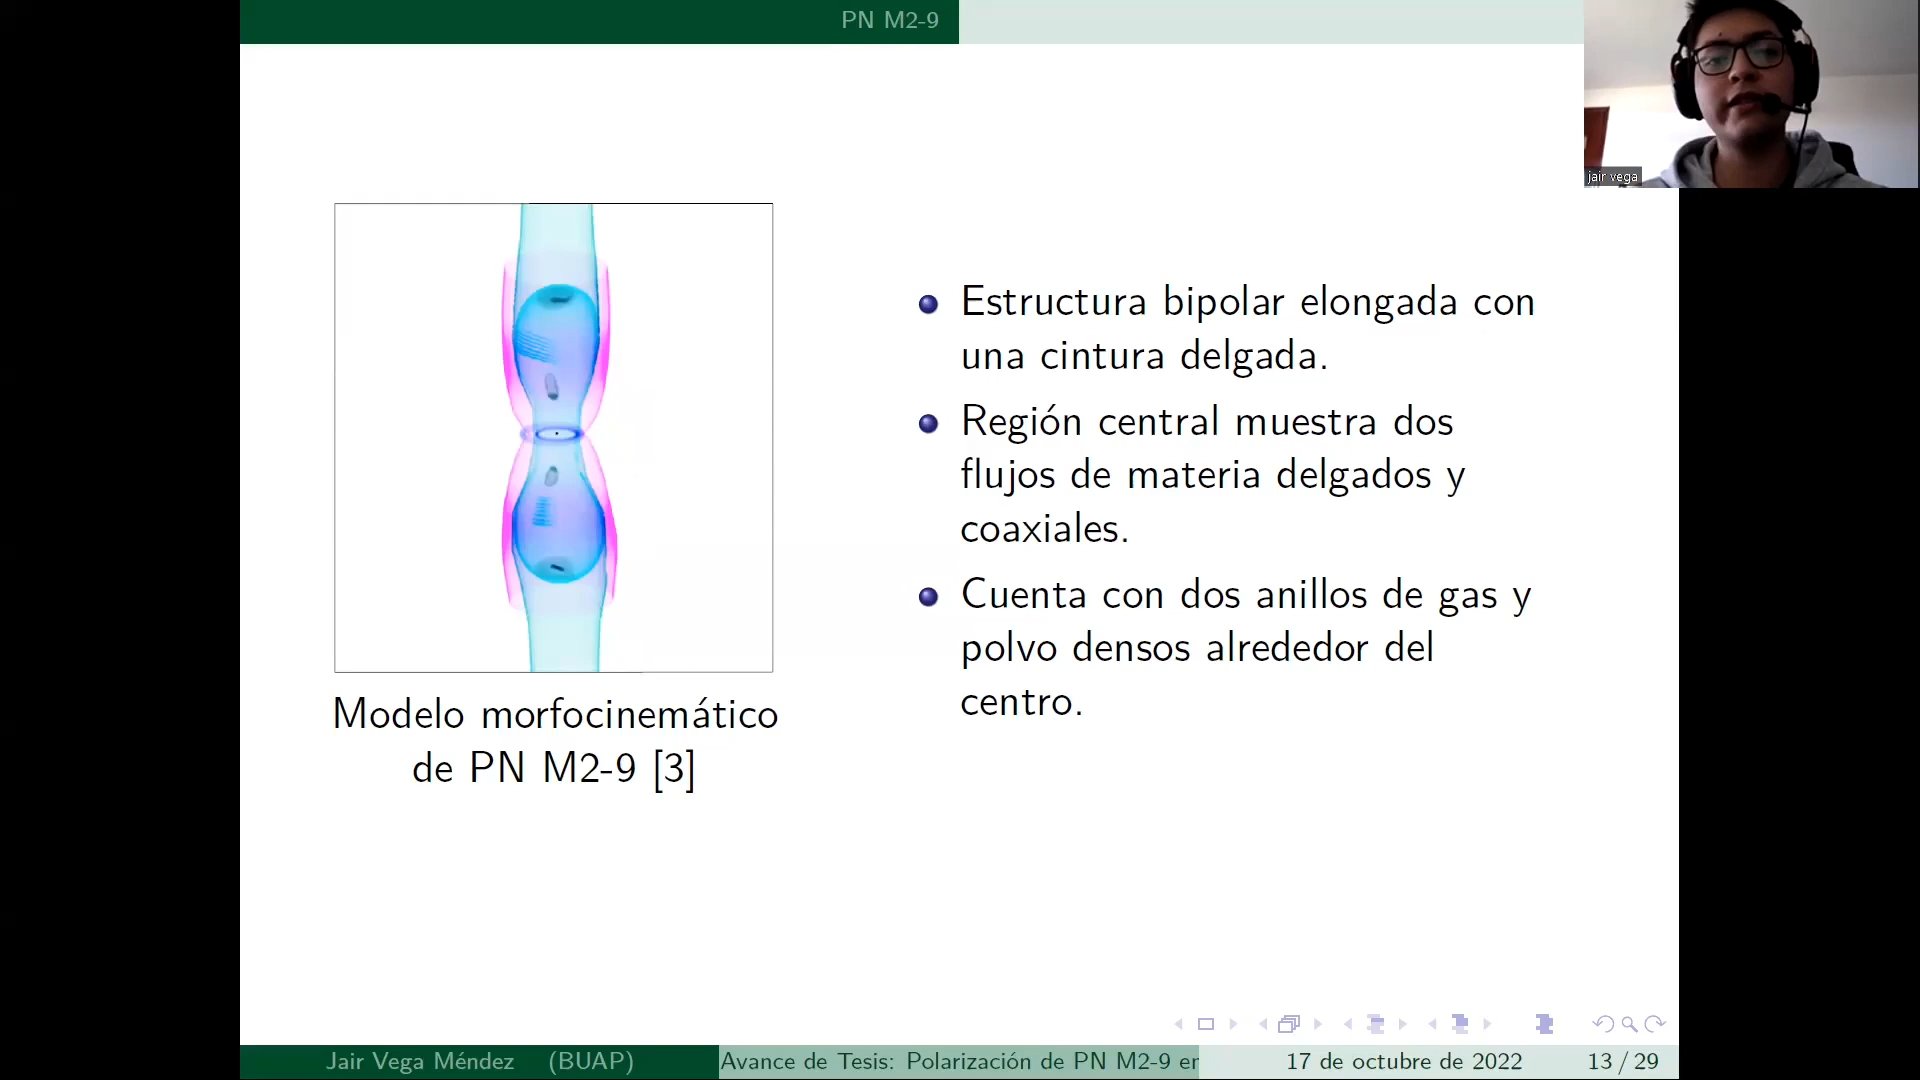 PN M2-9
jair vega
Estructura bipolar elongada con
una cintura delgada.
Región central muestra dos
flujos de materia delgados y
coaxiales.
Cuenta con dos anillos de gas y
polvo densos alrededor del
centro.
Modelo morfocinemático
de PN M2-9 [3]
Jair Vega Méndez (BUAP)
Avance de Tesis: Polarización de PN M2-9 en
17 de octubre de 2022
13 / 29